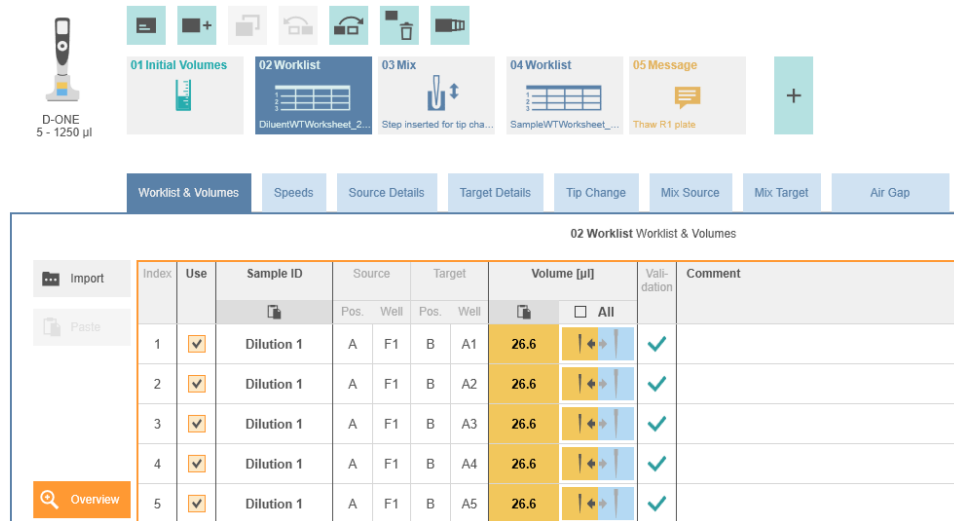 01 Initial Volumes
02 Worklist
DiluentWTWorksheet_2...
03 Mix
Step inserted for tip cha...
04 Worklist
SampleWTWorksheet_...
05 Message
Thaw R1 plate
+
D-ONE
5 - 1250 µl
Worklist & Volumes Speeds Source Details Target Details Tip Change Mix Source Mix Target Air Gap
02 Worklist Worklist & Volumes
Import
Paste
Overview
Index Use Sample ID Source Target Volume [µl] Vali-
dation Comment
Pos. Well Pos. Well All
1 Dilution 1 A F1 B A1 26.6
2 Dilution 1 A F1 B A2 26.6
3 Dilution 1 A F1 B A3 26.6
4 Dilution 1 A F1 B A4 26.6
5 Dilution 1 A F1 B A5 26.6